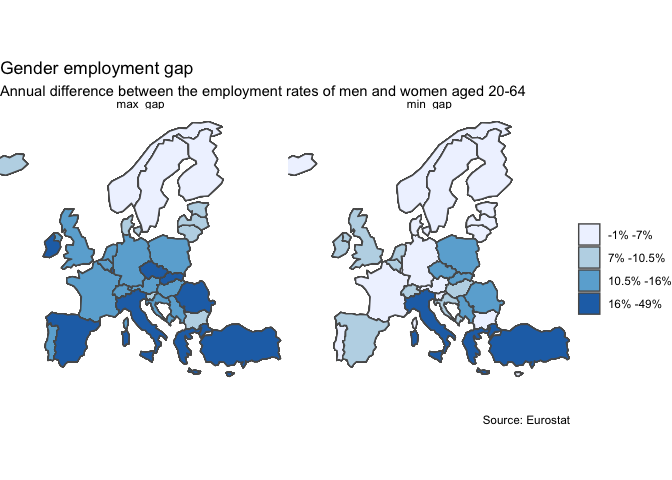 Gender employment gap
Annual difference between the employment rates of men and women aged 20-64
max_gap
min_gap
-1% -7%
7% -10.5%
10.5% -16%
16% -49%
Source: Eurostat